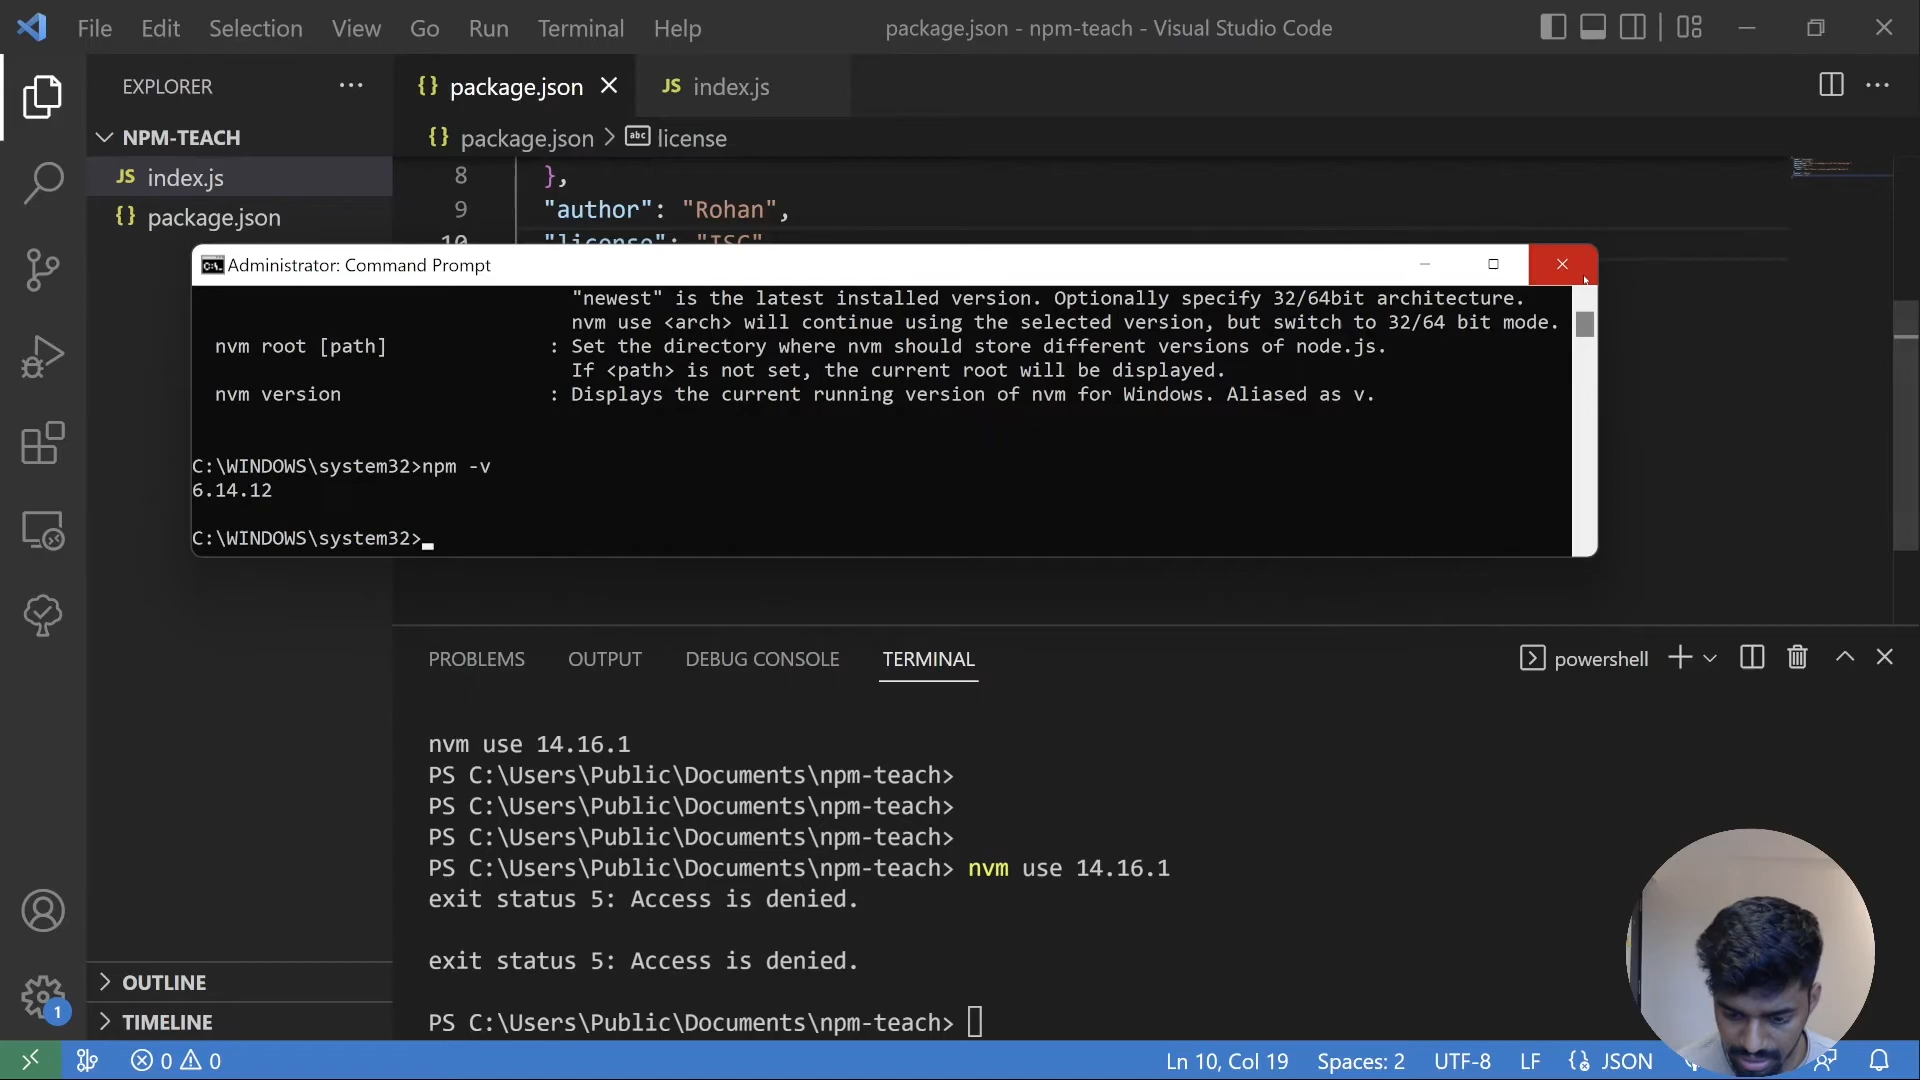 File Edit Selection View Go Run Terminal Help
package.json - npm-teach - Visual Studio Code
EXPLORER
{} package.json
JS index.js
NPM-TEACH
JS index.js
{} package.json
{} package.json > abc license
8 },
9 "author": "Rohan",
10 "license": "ISC"
C:\. Administrator: Command Prompt
"newest" is the latest installed version. Optionally specify 32/64bit architecture.
nvm use <arch> will continue using the selected version, but switch to 32/64 bit mode.
nvm root [path] : Set the directory where nvm should store different versions of node.js.
If <path> is not set, the current root will be displayed.
nvm version : Displays the current running version of nvm for Windows. Aliased as v.
C:\WINDOWS\system32>npm -v
6.14.12
C:\WINDOWS\system32>
PROBLEMS OUTPUT DEBUG CONSOLE TERMINAL
powershell
nvm use 14.16.1
PS C:\Users\Public\Documents\npm-teach>
PS C:\Users\Public\Documents\npm-teach>
PS C:\Users\Public\Documents\npm-teach>
PS C:\Users\Public\Documents\npm-teach> nvm use 14.16.1
exit status 5: Access is denied.
exit status 5: Access is denied.
PS C:\Users\Public\Documents\npm-teach>
OUTLINE
TIMELINE
1
0 0
Ln 10, Col 19 Spaces: 2 UTF-8 LF {} JSON